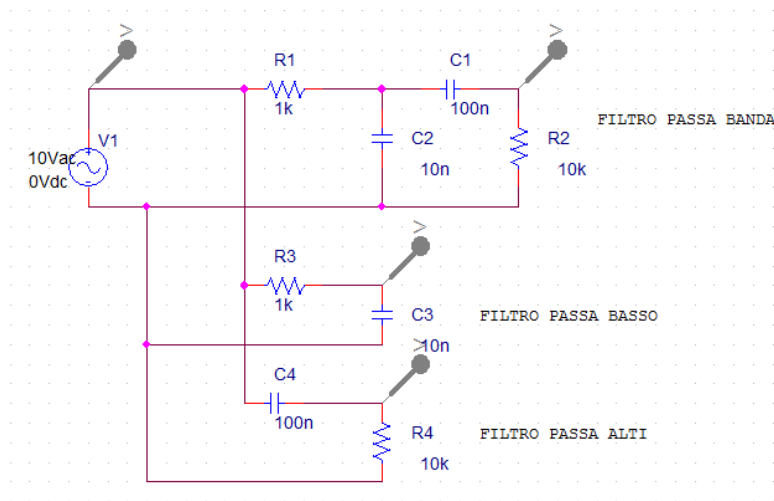 R1
1k
C1
100n
V1
10Vac
0Vdc
C2
10n
R2
10k
FILTRO PASSA BANDA
R3
1k
C3
10n
FILTRO PASSA BASSO
C4
100n
R4
10k
FILTRO PASSA ALTI